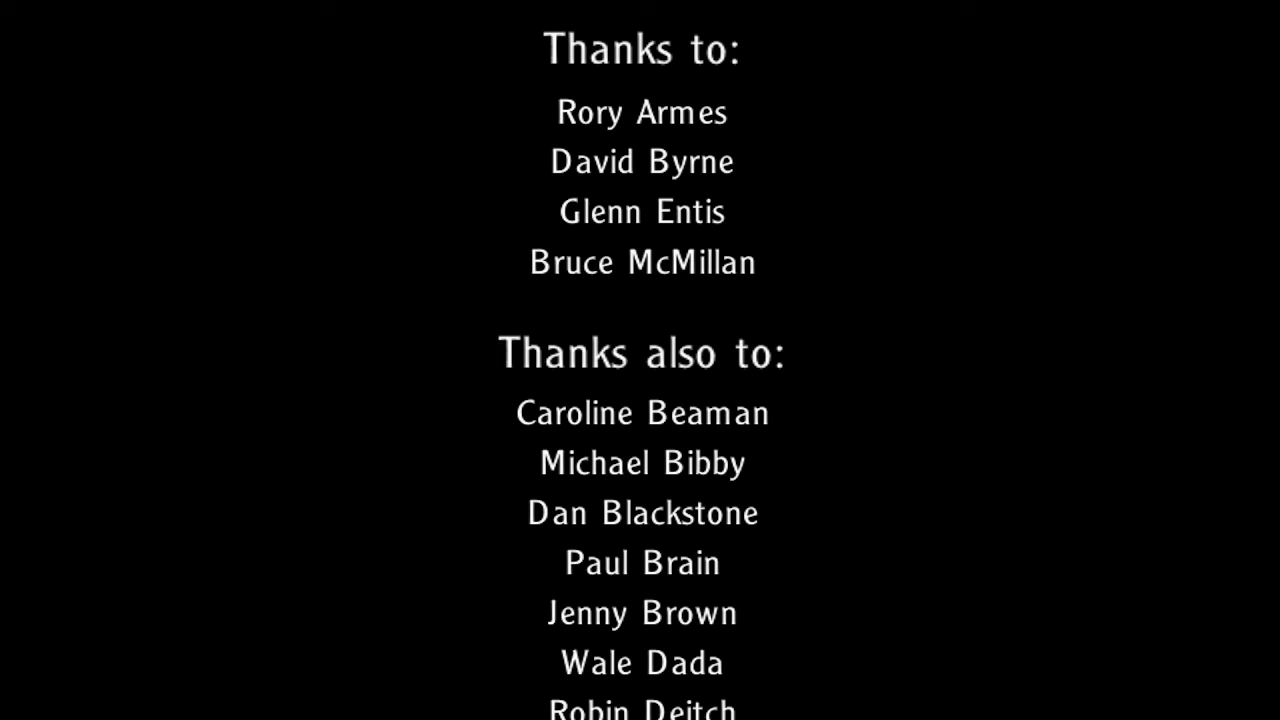 Thanks to:
Rory Armes
David Byrne
Glenn Entis
Bruce McMillan
Thanks also to:
Caroline Beaman
Michael Bibby
Dan Blackstone
Paul Brain
Jenny Brown
Wale Dada
Robin Deitch